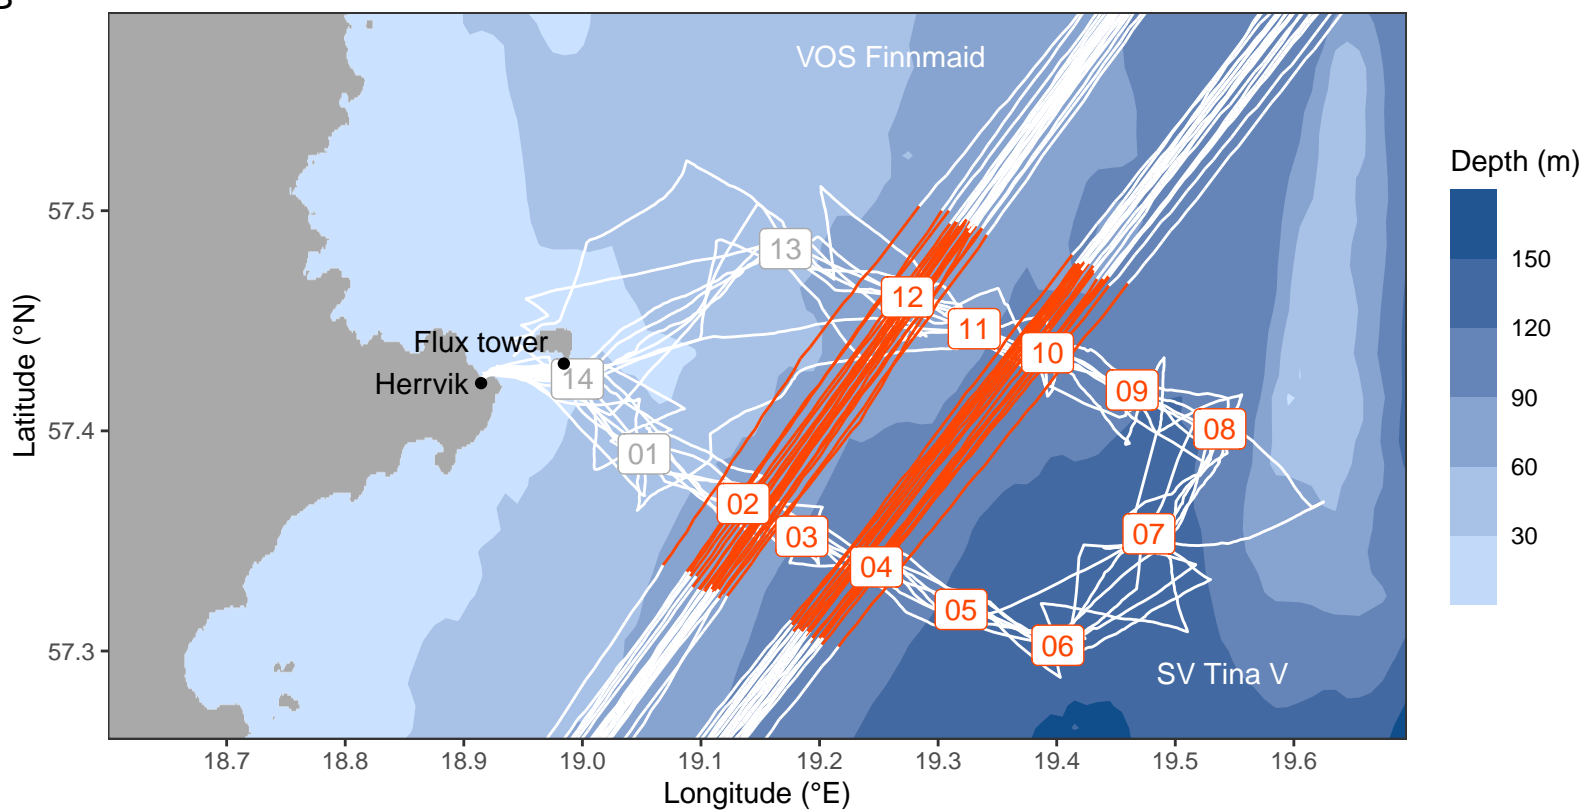 B
VOS Finnmaid
Depth (m)
57.5
13
150
12
120
11
Flux tower
10
Herrvik
14
09
90
57.4
08
01
60
02
03
07
30
04
05
57.3
06
SV Tina V
Latitude (°N)
18.7 18.8 18.9 19.0 19.1 19.2 19.3 19.4 19.5 19.6
Longitude (°E)